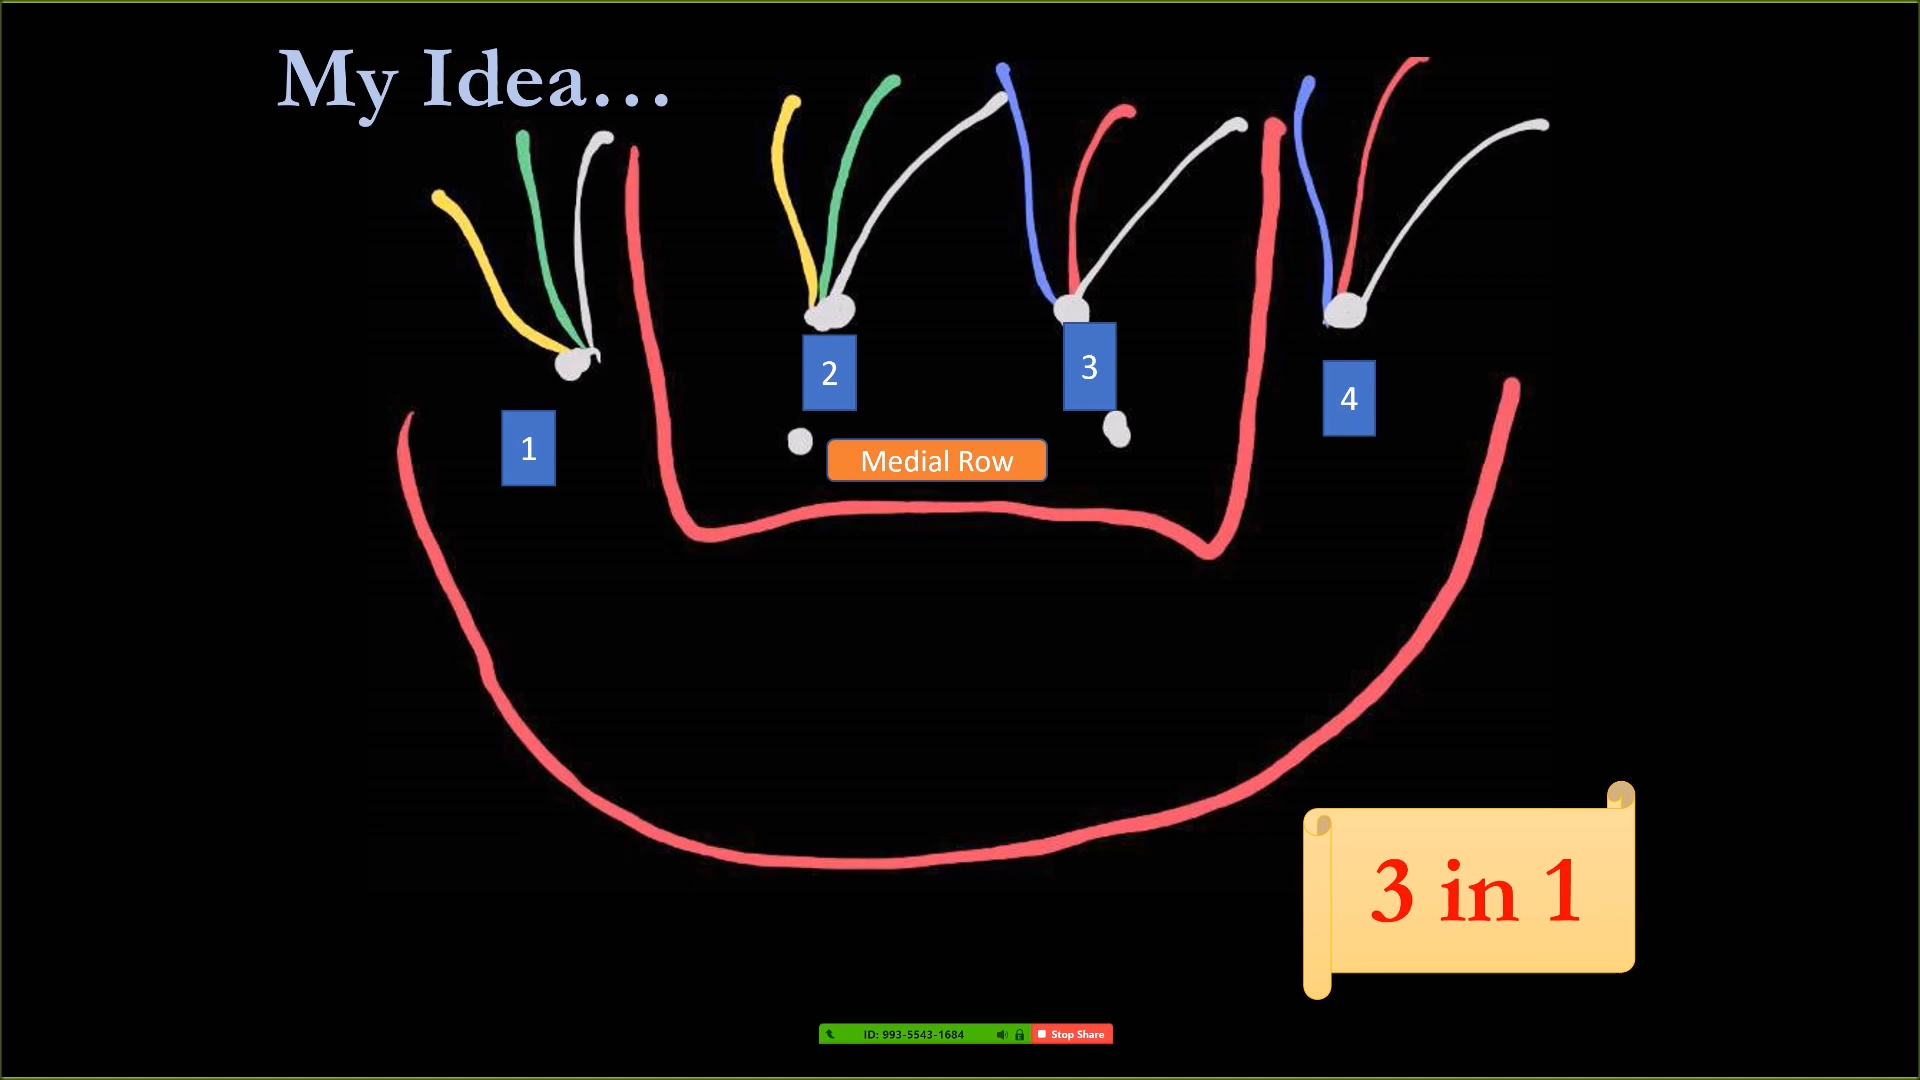 My Idea...
1
2
3
4
Medial Row
3 in 1
ID: 993-5543-1684
Stop Share